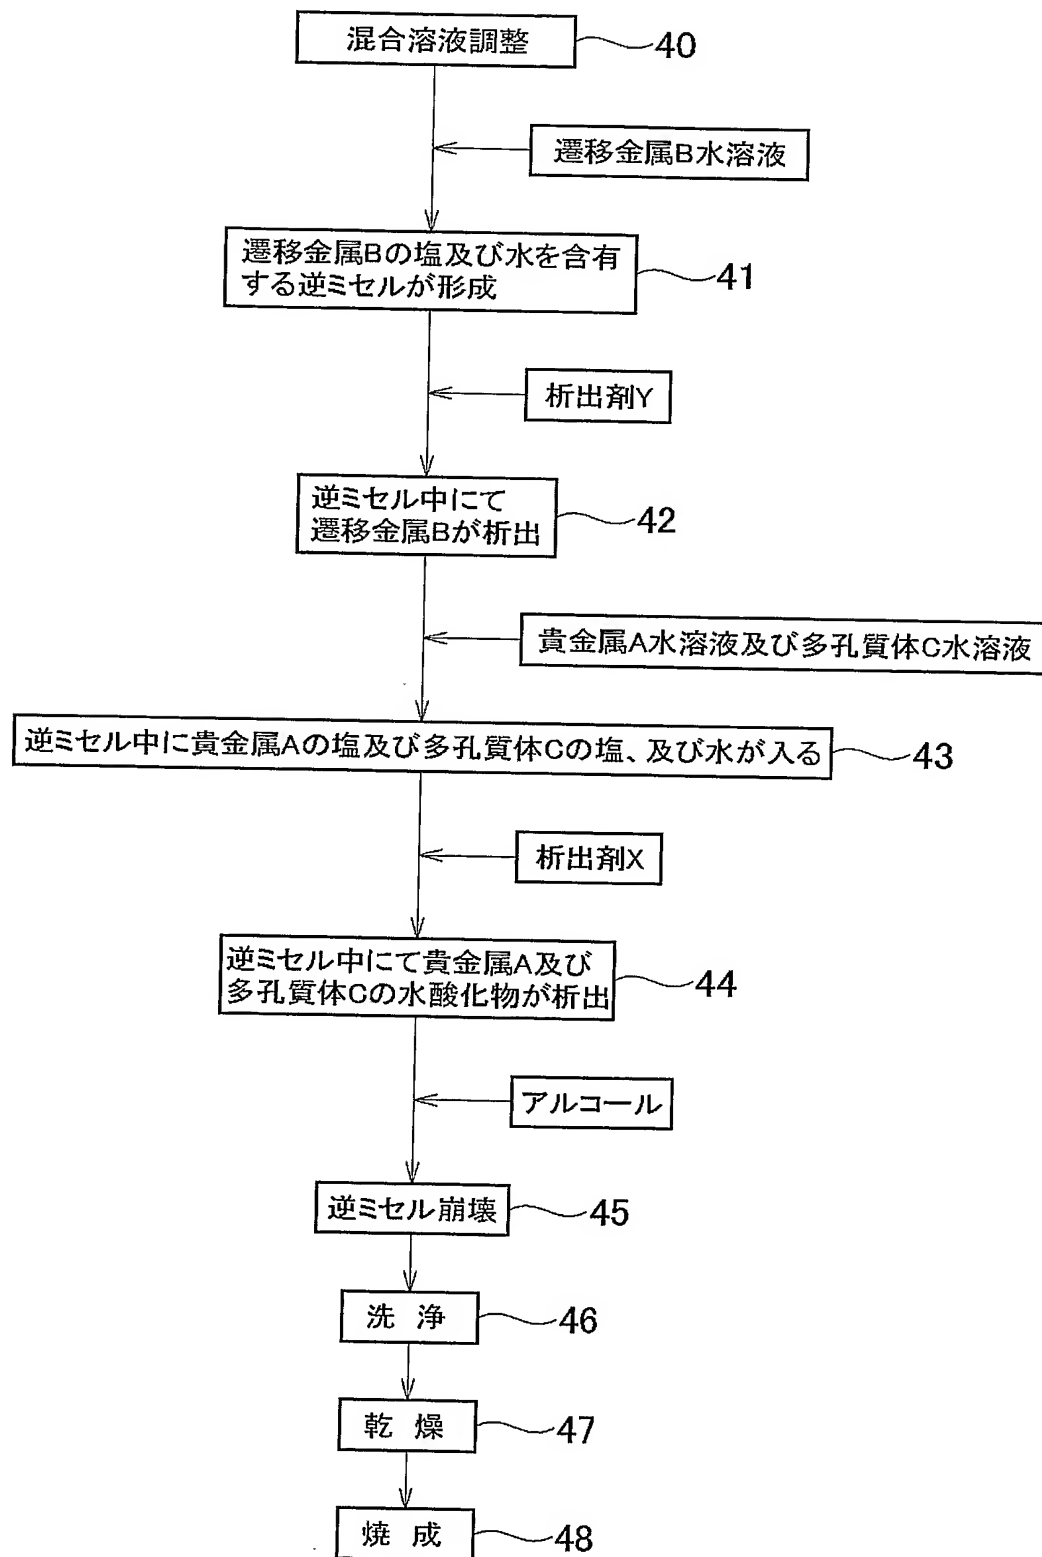 混合溶液調整
40
遷移金属B水溶液
遷移金属Bの塩及び水を含有
する逆ミセルが形成
41
析出剤Y
逆ミセル中にて
遷移金属Bが析出
42
貴金属A水溶液及び多孔質体C水溶液
逆ミセル中に貴金属Aの塩及び多孔質体Cの塩、及び水が入る
43
析出剤X
逆ミセル中にて貴金属A及び
多孔質体Cの水酸化物が析出
44
アルコール
逆ミセル崩壊
45
洗 浄
46
乾 燥
47
焼 成
48